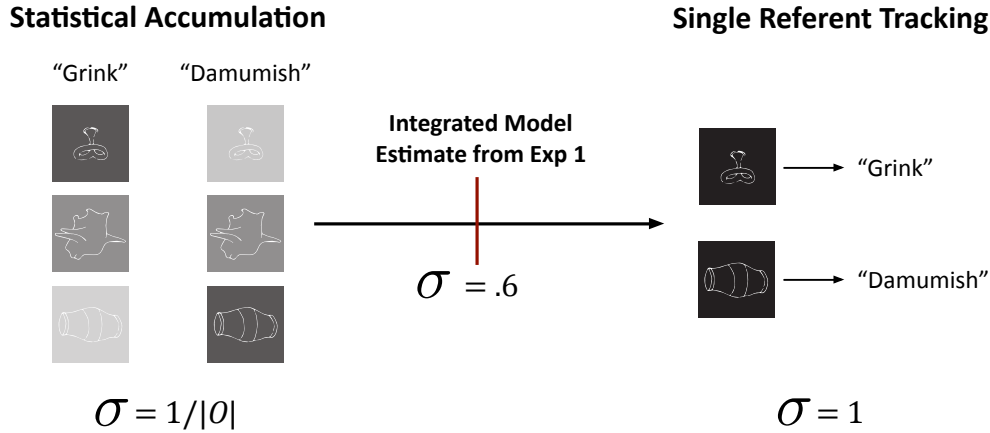 Statistical Accumulation
Single Referent Tracking
“Grink” “Damumish”
Integrated Model
Estimate from Exp 1
“Grink”
“Damumish”
σ = .6
σ = 1/|O|
σ = 1